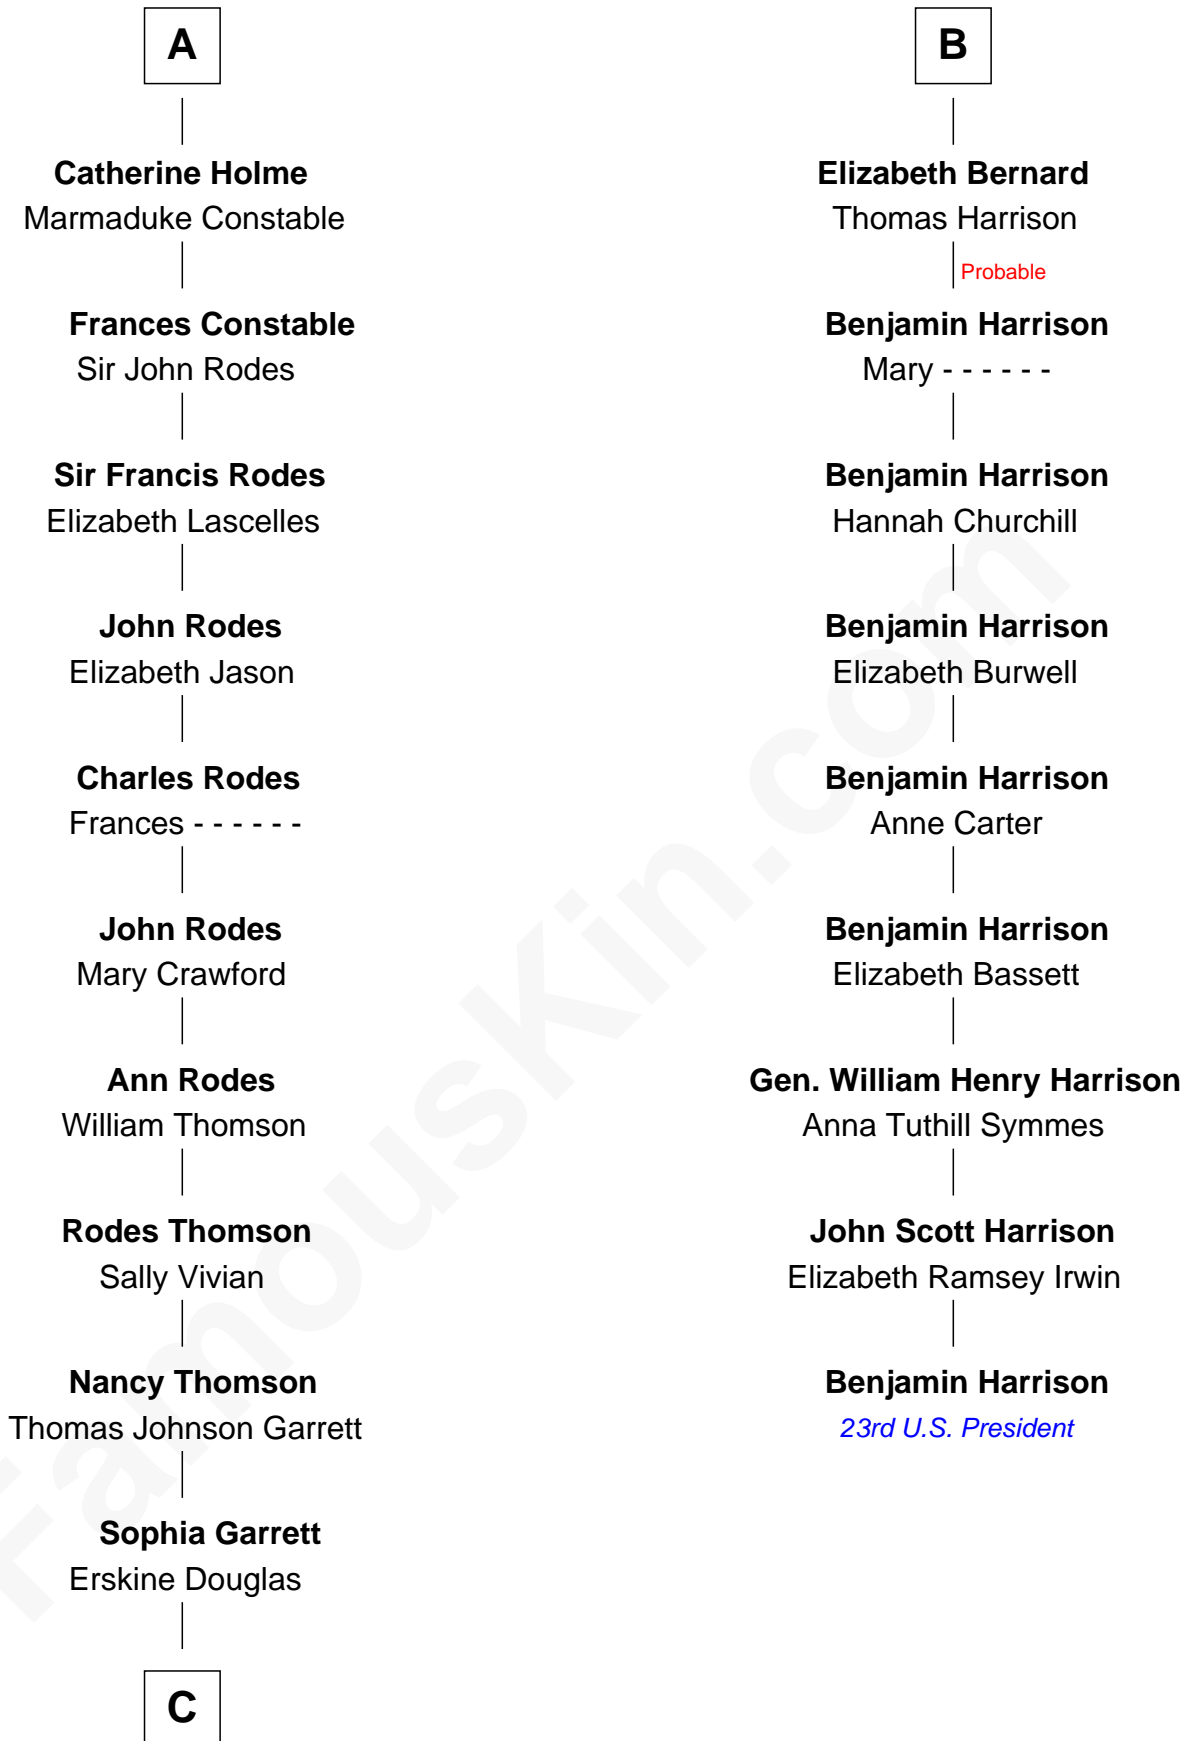 A
Catherine Holme
Marmaduke Constable
Frances Constable
Sir John Rodes
Sir Francis Rodes
Elizabeth Lascelles
John Rodes
Elizabeth Jason
Charles Rodes
Frances - - - - - -
John Rodes
Mary Crawford
Ann Rodes
William Thomson
Rodes Thomson
Sally Vivian
Nancy Thomson
Thomas Johnson Garrett
Sophia Garrett
Erskine Douglas
C
B
Elizabeth Bernard
Thomas Harrison
Probable
Benjamin Harrison
Mary - - - - - -
Benjamin Harrison
Hannah Churchill
Benjamin Harrison
Elizabeth Burwell
Benjamin Harrison
Anne Carter
Benjamin Harrison
Elizabeth Bassett
Gen. William Henry Harrison
Anna Tuthill Symmes
John Scott Harrison
Elizabeth Ramsey Irwin
Benjamin Harrison
23rd U.S. President
FamousKin.com